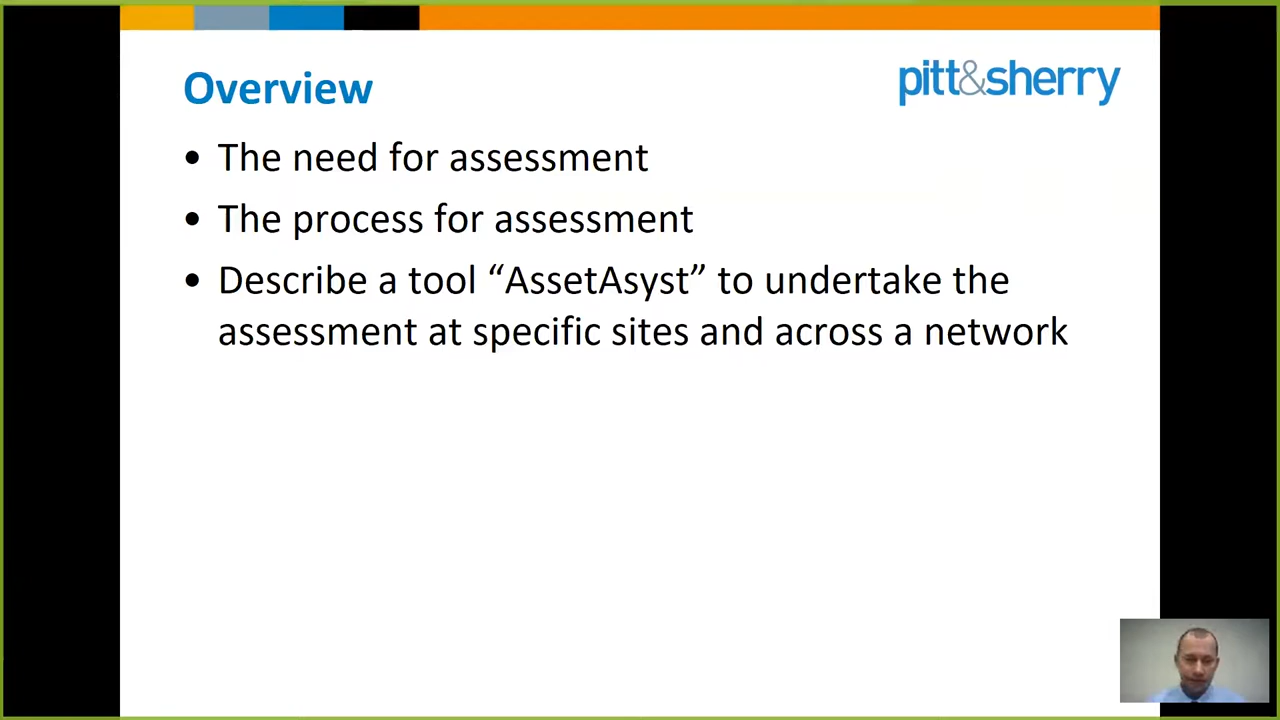 Overview
pitt&sherry
• The need for assessment
• The process for assessment
• Describe a tool “AssetAsyst” to undertake the
assessment at specific sites and across a network